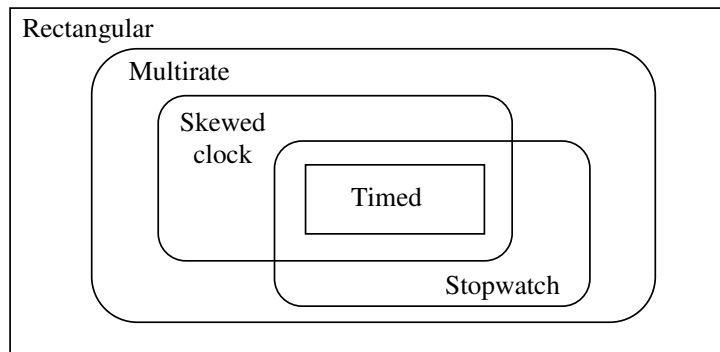 Rectangular
Multirate
Skewed
clock
Timed
Stopwatch